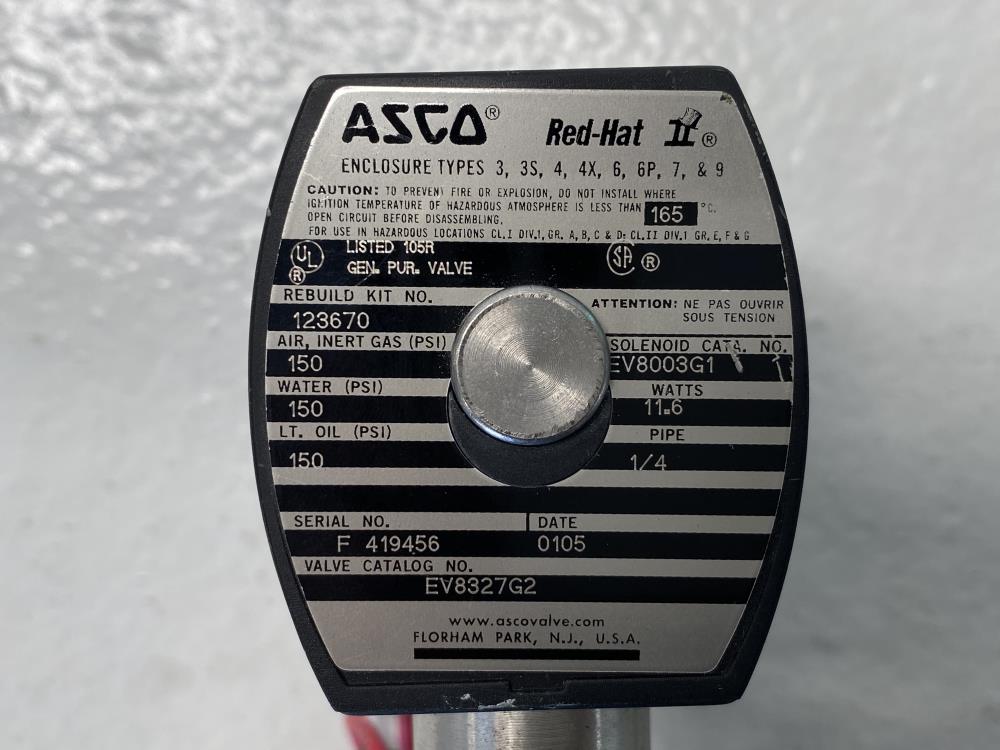 ASCO® Red-Hat II®
ENCLOSURE TYPES 3, 3S, 4, 4X, 6, 6P, 7, & 9
CAUTION: TO PREVENT FIRE OR EXPLOSION, DO NOT INSTALL WHERE
IGNITION TEMPERATURE OF HAZARDOUS ATMOSPHERE IS LESS THAN 165 °C.
OPEN CIRCUIT BEFORE DISASSEMBLING.
FOR USE IN HAZARDOUS LOCATIONS CL.I DIV.1, GR. A, B, C & D: CL.II DIV.1 GR. E, F & G
UL® LISTED 105R SA®
GEN. PUR. VALVE
REBUILD KIT NO.
123670
ATTENTION: NE PAS OUVRIR
SOUS TENSION
AIR, INERT GAS (PSI)
150
SOLENOID CATA. NO.
EV8003G1
WATER (PSI)
150
WATTS
11.6
LT. OIL (PSI)
150
PIPE
1/4
SERIAL NO.
F 419456
DATE
0105
VALVE CATALOG NO.
EV8327G2
www.ascovalve.com
FLORHAM PARK, N.J., U.S.A.